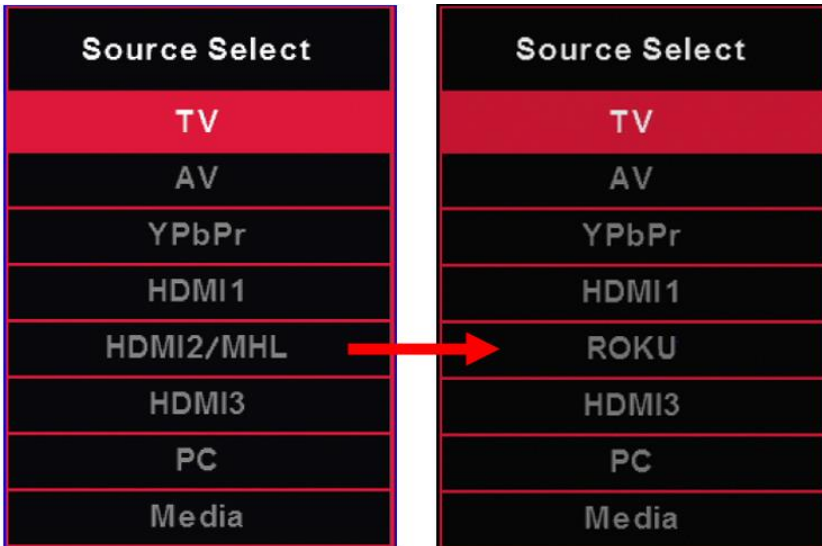 Source Select
TV
AV
YPbPr
HDMI1
HDMI2/MHL
HDMI3
PC
Media
Source Select
TV
AV
YPbPr
HDMI1
ROKU
HDMI3
PC
Media